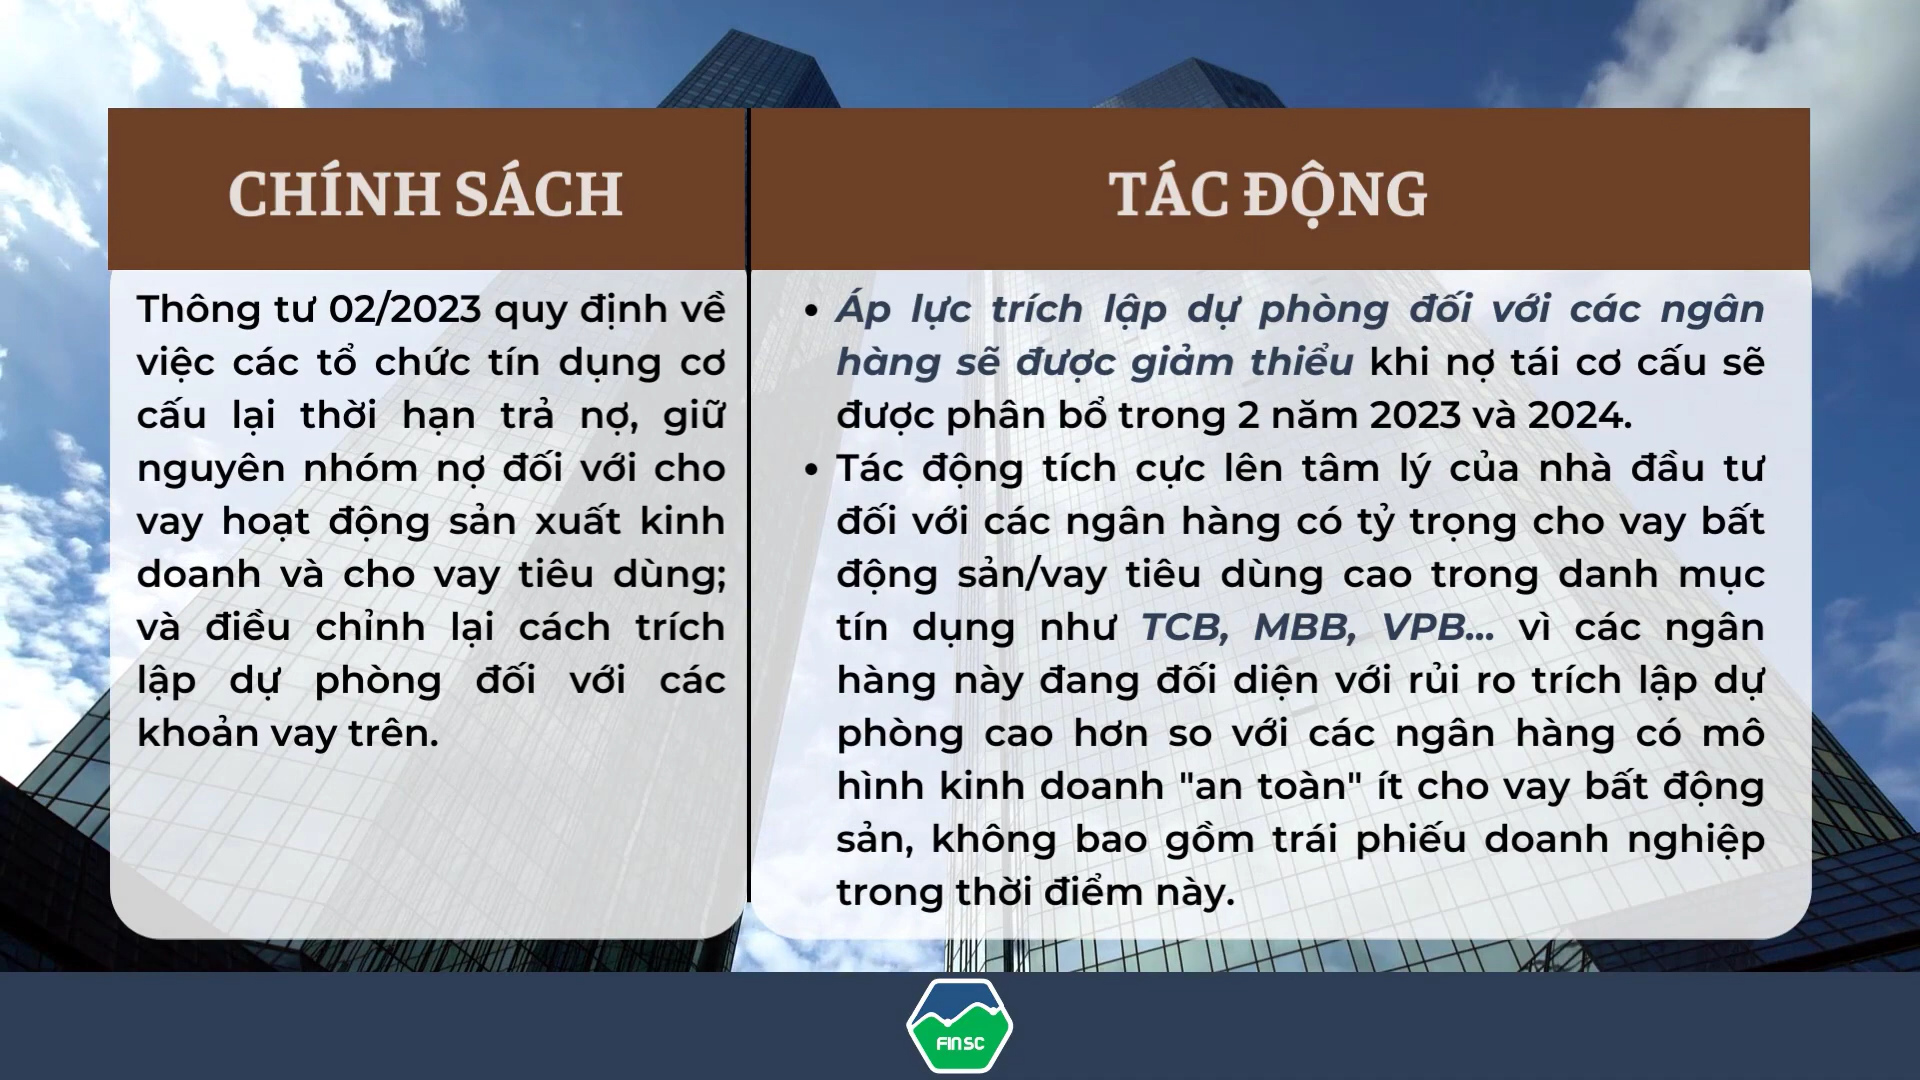 CHÍNH SÁCH
Thông tư 02/2023 quy định về
việc các tổ chức tín dụng cơ
cấu lại thời hạn trả nợ, giữ
nguyên nhóm nợ đối với cho
vay hoạt động sản xuất kinh
doanh và cho vay tiêu dùng;
và điều chỉnh lại cách trích
lập dự phòng đối với các
khoản vay trên.
TÁC ĐỘNG
• Áp lực trích lập dự phòng đối với các ngân
hàng sẽ được giảm thiểu khi nợ tái cơ cấu sẽ
được phân bổ trong 2 năm 2023 và 2024.
• Tác động tích cực lên tâm lý của nhà đầu tư
đối với các ngân hàng có tỷ trọng cho vay bất
động sản/vay tiêu dùng cao trong danh mục
tín dụng như TCB, MBB, VPB... vì các ngân
hàng này đang đối diện với rủi ro trích lập dự
phòng cao hơn so với các ngân hàng có mô
hình kinh doanh "an toàn" ít cho vay bất động
sản, không bao gồm trái phiếu doanh nghiệp
trong thời điểm này.
FINSC